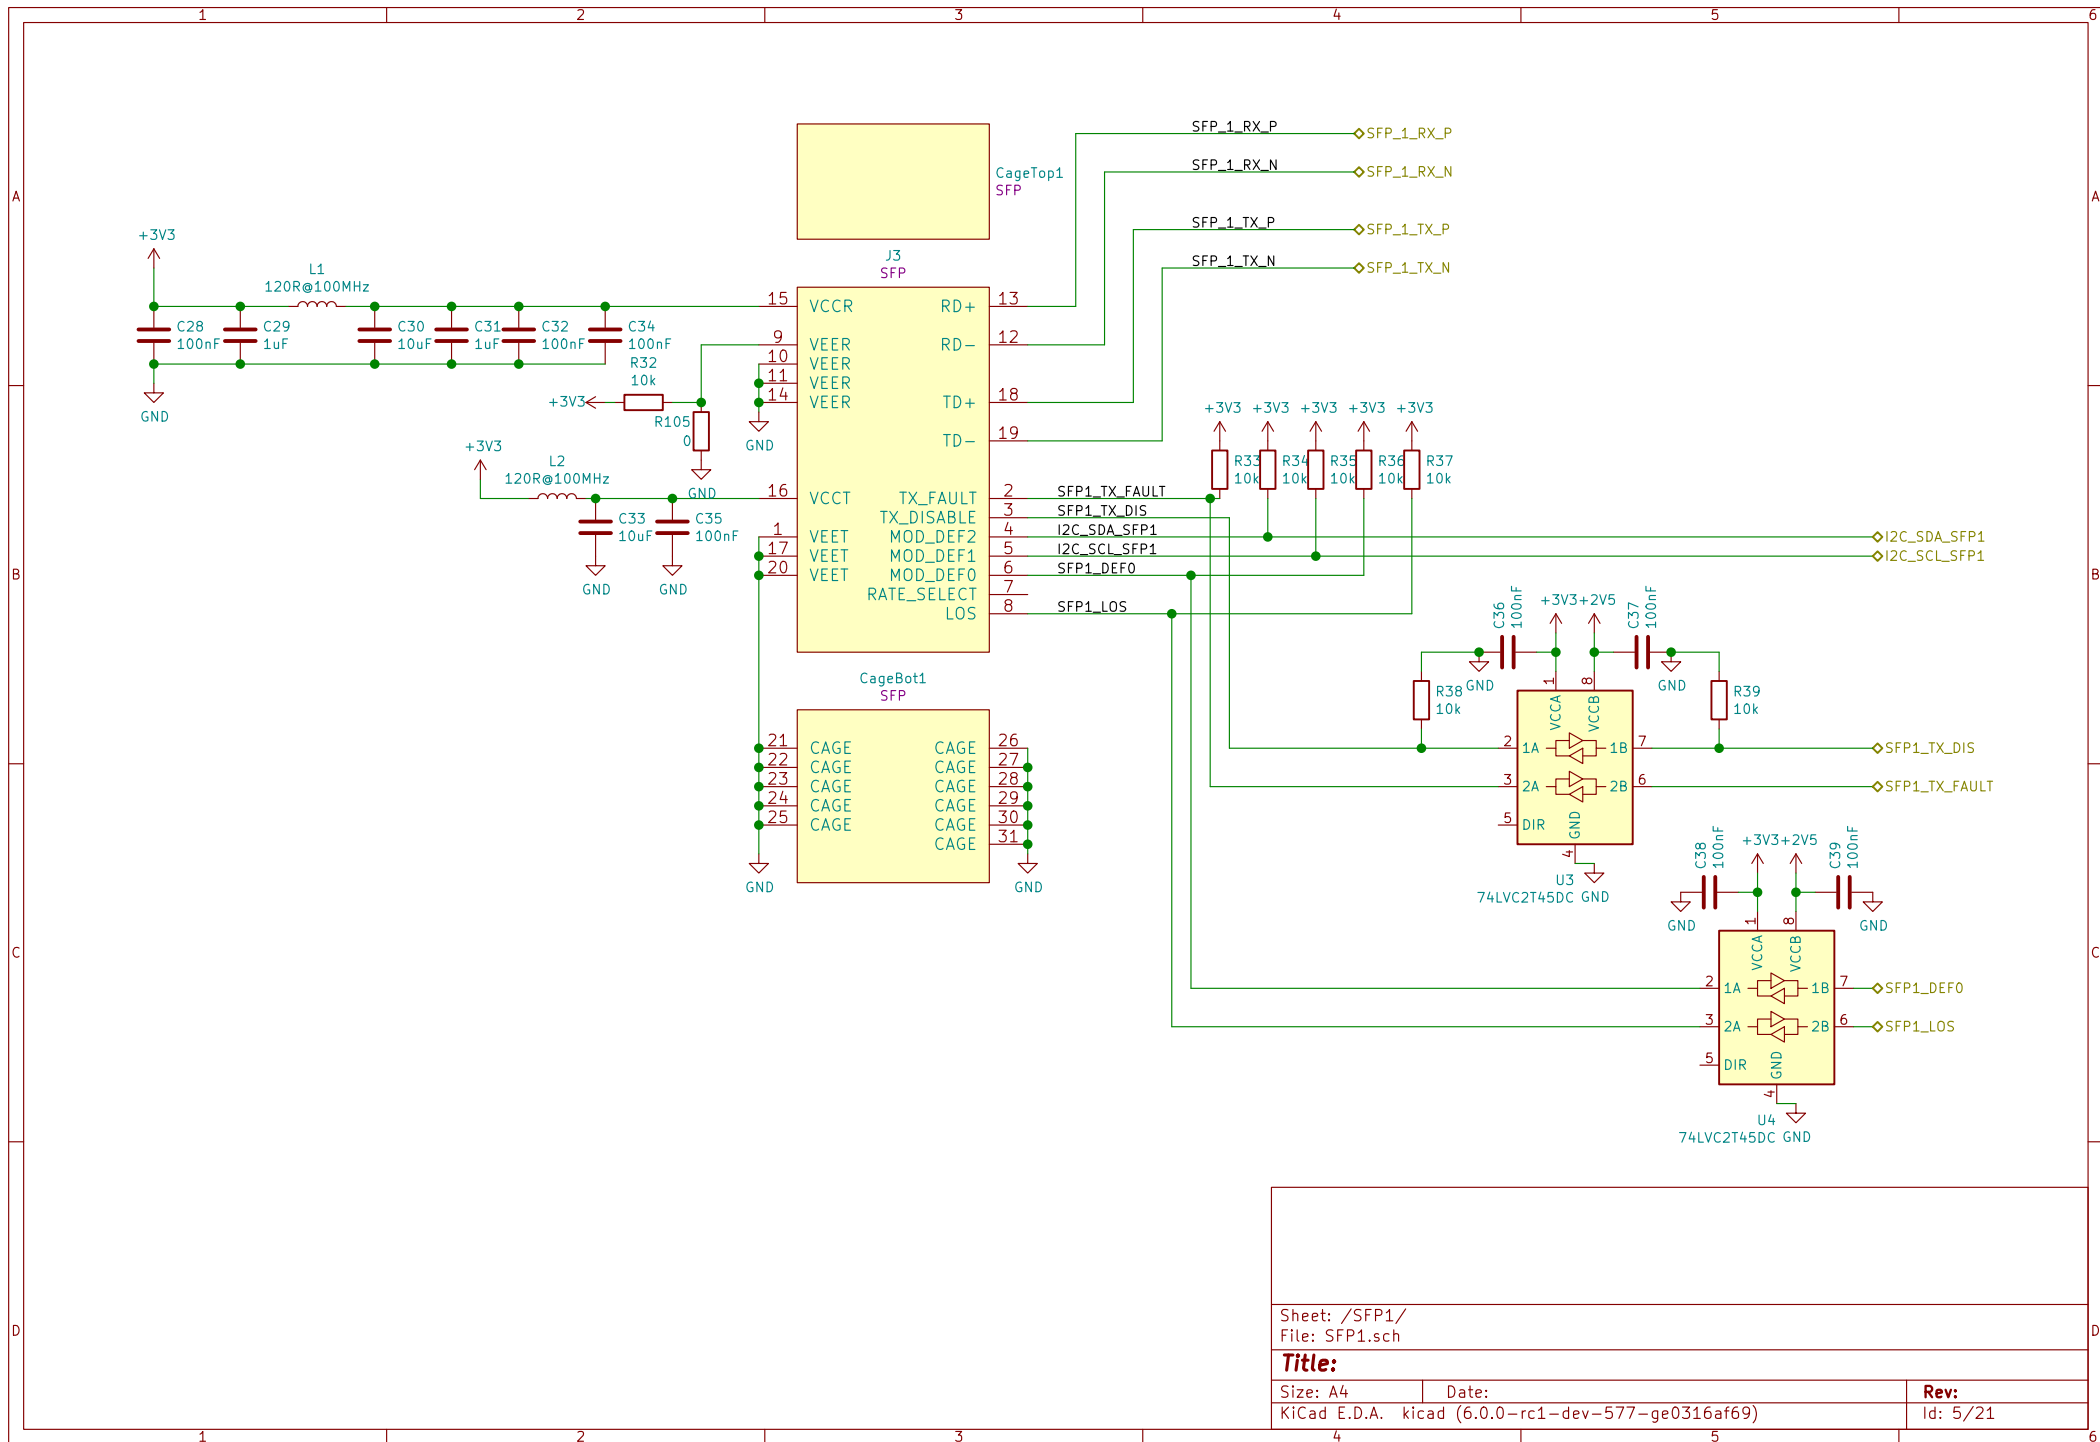 1 2 3 4 5 6
A A
B B
C C
D D
1 2 3 4 5 6
CageTop1
SFP
SFP_1_RX_P SFP_1_RX_P
SFP_1_RX_N SFP_1_RX_N
SFP_1_TX_P SFP_1_TX_P
SFP_1_TX_N SFP_1_TX_N
+3V3
L1
120R@100MHz
C28
100nF
C29
1uF
C30
10uF
C31
1uF
C32
100nF
C34
100nF
GND
R32
10k
+3V3
R105
0
GND
GND
+3V3
L2
120R@100MHz
C33
10uF
C35
100nF
GND
GND
J3
SFP
15 VCCR
9 VEER
10 VEER
11 VEER
14 VEER
16 VCCT
1 VEET
17 VEET
20 VEET
RD+ 13
RD- 12
TD+ 18
TD- 19
TX_FAULT 2 SFP1_TX_FAULT
TX_DISABLE 3 SFP1_TX_DIS
MOD_DEF2 4 I2C_SDA_SFP1
MOD_DEF1 5 I2C_SCL_SFP1
MOD_DEF0 6 SFP1_DEF0
RATE_SELECT 7
LOS 8 SFP1_LOS
+3V3 +3V3 +3V3 +3V3 +3V3
R33
10k
R34
10k
R35
10k
R36
10k
R37
10k
I2C_SDA_SFP1
I2C_SCL_SFP1
CageBot1
SFP
21 CAGE CAGE 26
22 CAGE CAGE 27
23 CAGE CAGE 28
24 CAGE CAGE 29
25 CAGE CAGE 30
CAGE 31
GND
GND
C36
100nF
+3V3 +2V5
C37
100nF
GND
GND
R38
10k
R39
10k
1 VCCA
8 VCCB
2 1A 1B 7
3 2A 2B 6
5 DIR
GND 4
SFP1_TX_DIS
SFP1_TX_FAULT
U3
74LVC2T45DC GND
C38
100nF
+3V3 +2V5
C39
100nF
GND
GND
1 VCCA
8 VCCB
2 1A 1B 7
3 2A 2B 6
5 DIR
GND 4
SFP1_DEF0
SFP1_LOS
U4
74LVC2T45DC GND
Sheet: /SFP1/
File: SFP1.sch
Title:
Size: A4 Date: Rev:
KiCad E.D.A. kicad (6.0.0-rc1-dev-577-ge0316af69) Id: 5/21